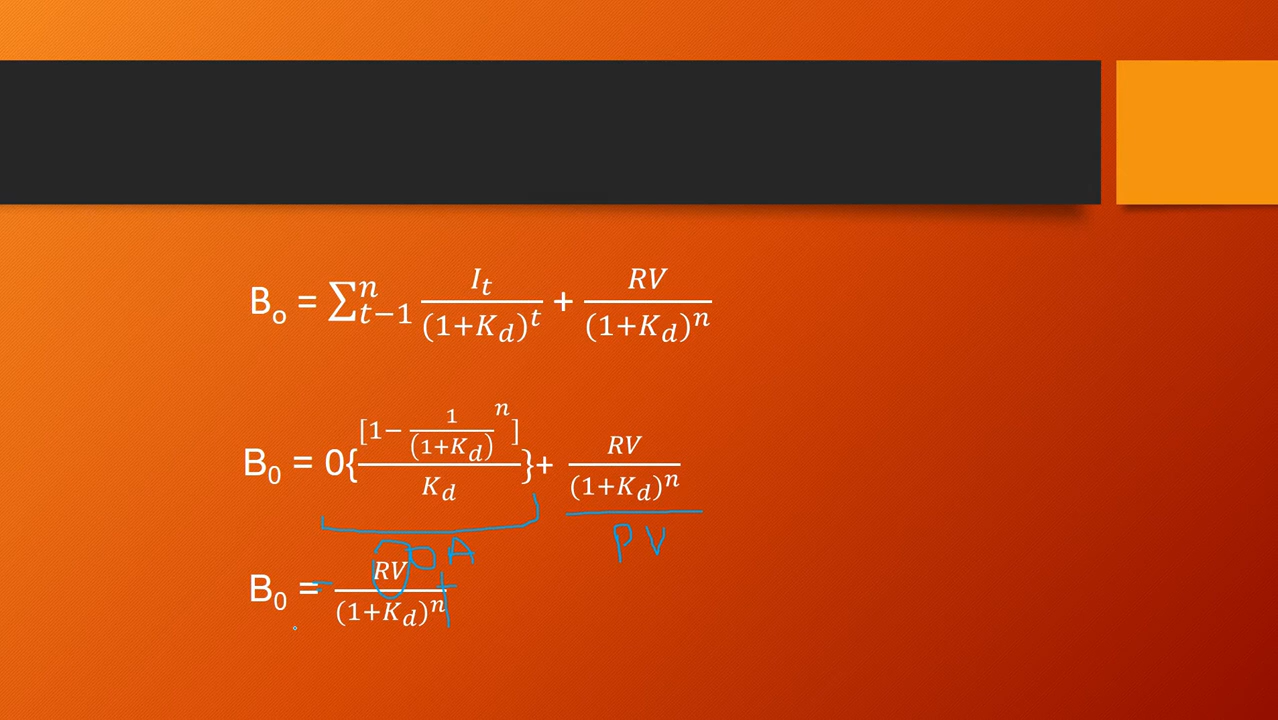 B₀ = ∑ⁿₜ₋₁ Iₜ/(1+K_d)ᵗ + RV/(1+K_d)ⁿ
B₀ = 0{[1− 1/(1+K_d)ⁿ]/K_d}+ RV/(1+K_d)ⁿ
PV
OA
B₀ = RV/(1+K_d)ⁿ